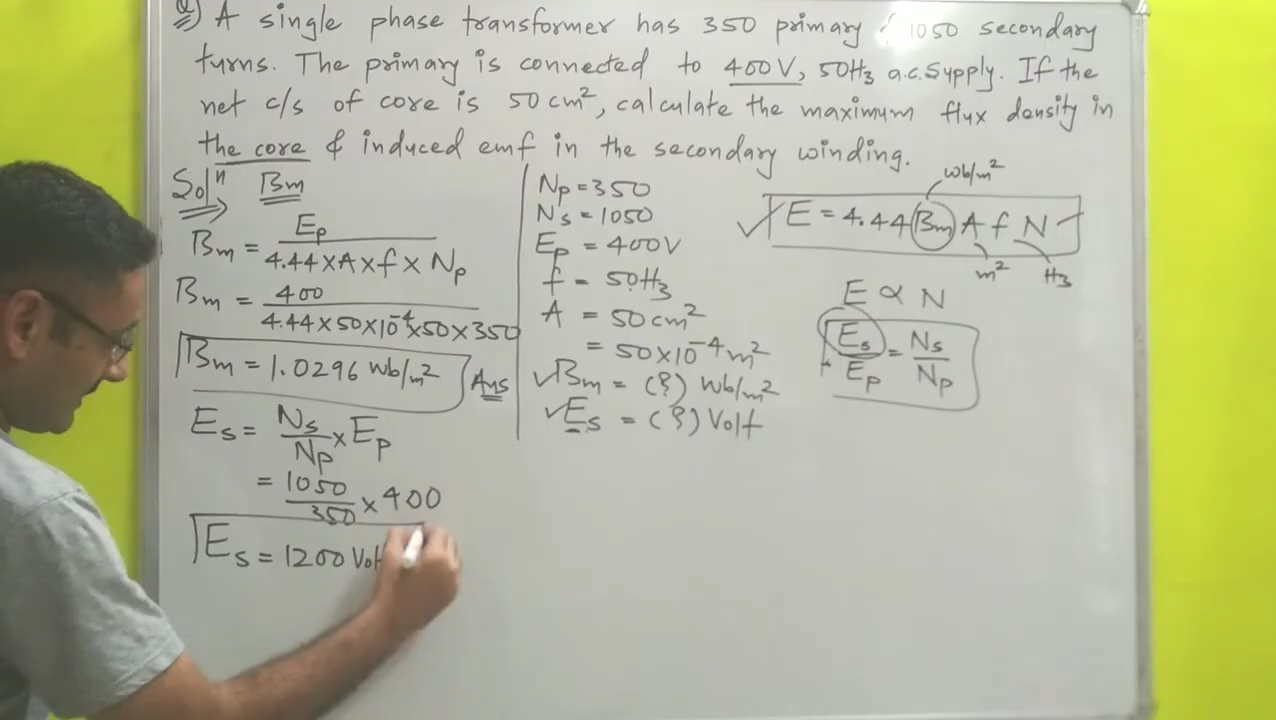 Q) A single phase transformer has 350 primary & 1050 secondary
turns. The primary is connected to 400V, 50Hz a.c. supply. If the
net c/s of core is 50 cm², calculate the maximum flux density in
the core & induced emf in the secondary winding.
Solⁿ Bm
Bm = Ep / 4.44×A×f×Np
Bm = 400 / 4.44×50×10⁻⁴×50×350
Bm = 1.0296 Wb/m² Ans
Es = Ns/Np × Ep
= 1050/350 × 400
Es = 1200 Volt
Np = 350
Ns = 1050
Ep = 400V
f = 50Hz
A = 50 cm²
= 50×10⁻⁴ m²
✓Bm = (?) Wb/m²
✓Es = (?) Volt
Wb/m²
✓ E = 4.44 Bm A f N
m² Hz
E ∝ N
Es/Ep = Ns/Np